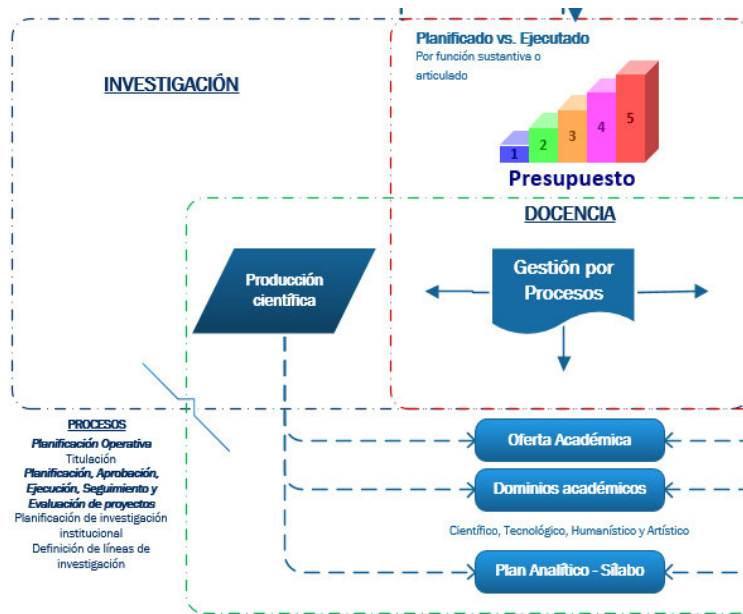 Planificado vs. Ejecutado
Por función sustantiva o
articulado
INVESTIGACIÓN
1
2
3
4
5
Presupuesto
DOCENCIA
Producción
científica
Gestión por
Procesos
PROCESOS
Planificación Operativa
Titulación
Planificación, Aprobación,
Ejecución, Seguimiento y
Evaluación de proyectos
Planificación de investigación
institucional
Definición de líneas de
investigación
Oferta Académica
Dominios académicos
Científico, Tecnológico, Humanístico y Artístico
Plan Analítico - Sílabo